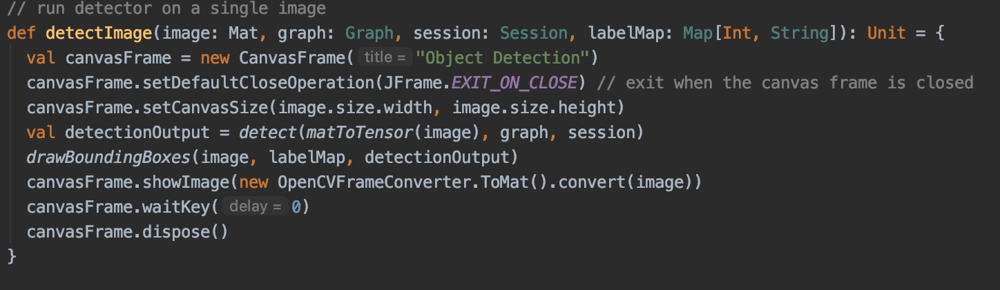 // run detector on a single image
def detectImage(image: Mat, graph: Graph, session: Session, labelMap: Map[Int, String]): Unit = {
  val canvasFrame = new CanvasFrame( title = "Object Detection")
  canvasFrame.setDefaultCloseOperation(JFrame.EXIT_ON_CLOSE) // exit when the canvas frame is closed
  canvasFrame.setCanvasSize(image.size.width, image.size.height)
  val detectionOutput = detect(matToTensor(image), graph, session)
  drawBoundingBoxes(image, labelMap, detectionOutput)
  canvasFrame.showImage(new OpenCVFrameConverter.ToMat().convert(image))
  canvasFrame.waitKey( delay = 0)
  canvasFrame.dispose()
}